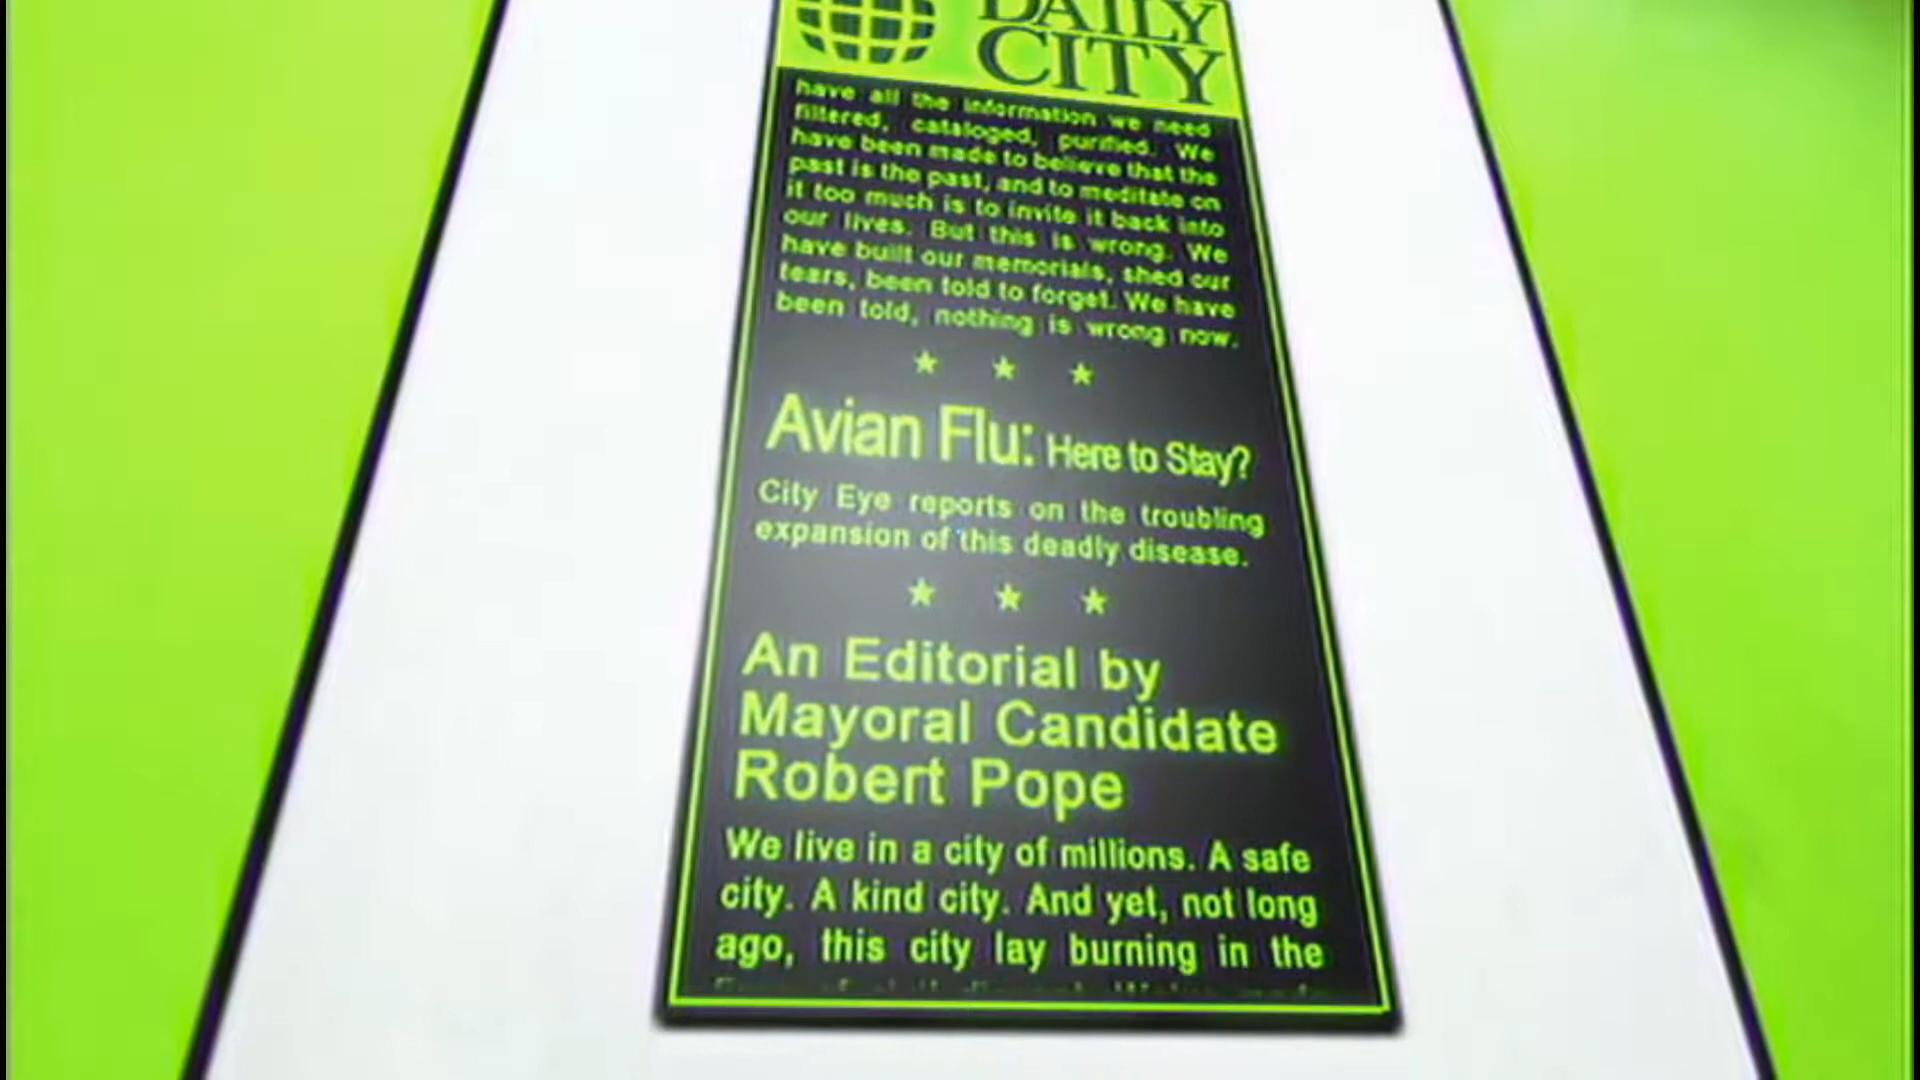 DAILY
CITY
have all the information we need
filtered, cataloged, purified. We
have been made to believe that the
past is the past, and to meditate on
it too much is to invite it back into
our lives. But this is wrong. We
have built our memorials, shed our
tears, been told to forget. We have
been told, nothing is wrong now.
Avian Flu: Here to Stay?
City Eye reports on the troubling
expansion of this deadly disease.
An Editorial by
Mayoral Candidate
Robert Pope
We live in a city of millions. A safe
city. A kind city. And yet, not long
ago, this city lay burning in the